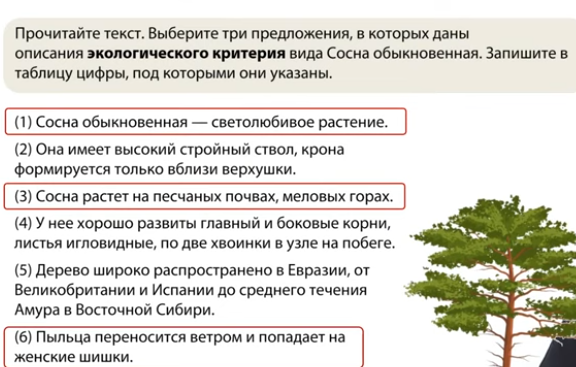 Прочитайте текст. Выберите три предложения, в которых даны
описания экологического критерия вида Сосна обыкновенная. Запишите в
таблицу цифры, под которыми они указаны.
(1) Сосна обыкновенная — светолюбивое растение.
(2) Она имеет высокий стройный ствол, крона
формируется только вблизи верхушки.
(3) Сосна растет на песчаных почвах, меловых горах.
(4) У нее хорошо развиты главный и боковые корни,
листья игловидные, по две хвоинки в узле на побеге.
(5) Дерево широко распространено в Евразии, от
Великобритании и Испании до среднего течения
Амура в Восточной Сибири.
(6) Пыльца переносится ветром и попадает на
женские шишки.